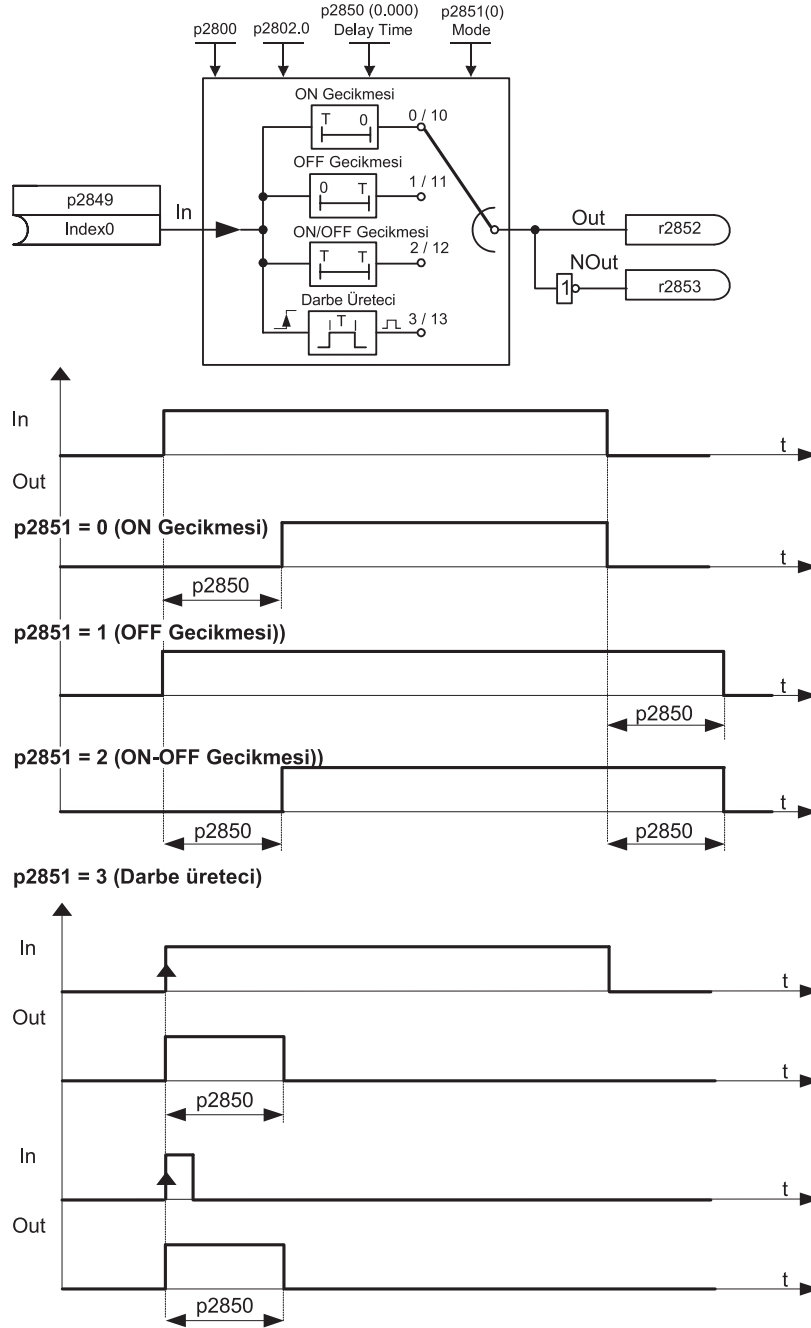 p2800
p2802.0
p2850 (0.000)
Delay Time
p2851(0)
Mode
ON Gecikmesi
T 0
0 / 10
OFF Gecikmesi
0 T
1 / 11
p2849
Index0
In
ON/OFF Gecikmesi
T T
2 / 12
Darbe Üreteci
T
3 / 13
Out
r2852
NOut
1
r2853
In
t
Out
p2851 = 0 (ON Gecikmesi)
t
p2850
p2851 = 1 (OFF Gecikmesi))
t
p2850
p2851 = 2 (ON-OFF Gecikmesi))
t
p2850
p2850
p2851 = 3 (Darbe üreteci)
In
t
Out
t
p2850
In
t
Out
t
p2850